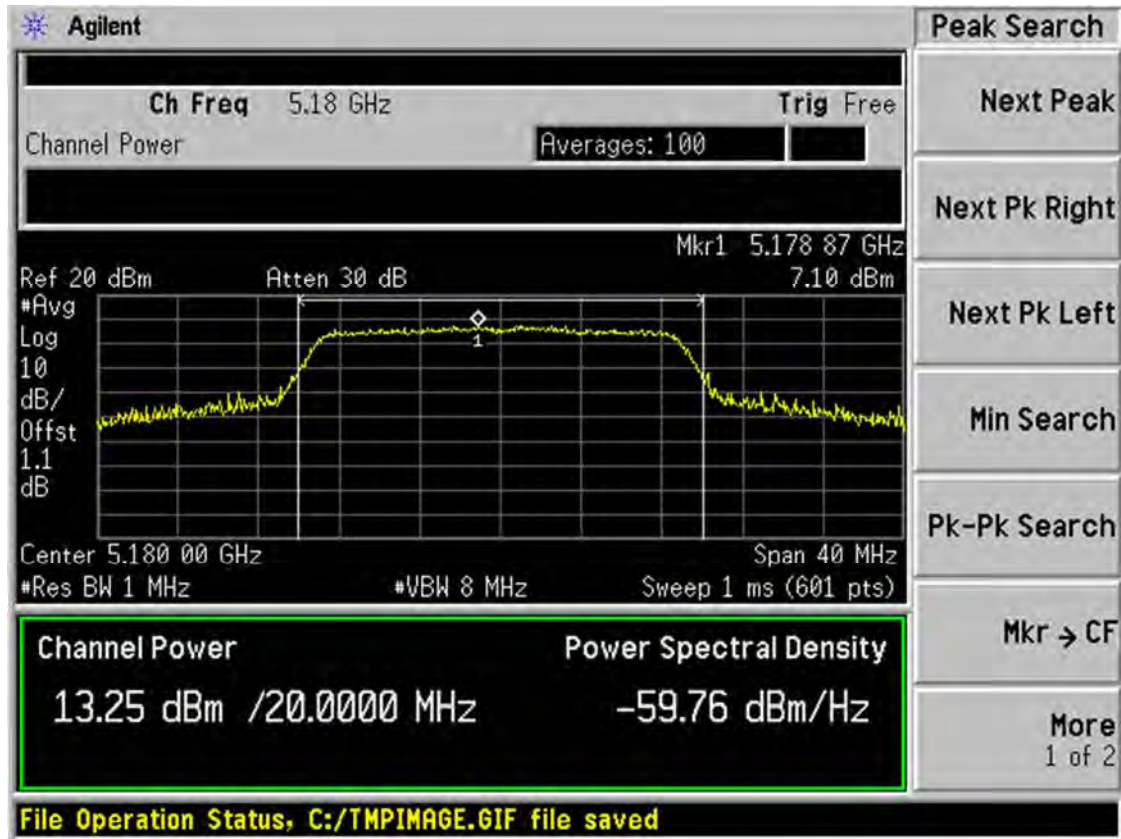 Agilent
Peak Search
Ch Freq 5.18 GHz
Trig Free
Channel Power
Averages: 100
Mkr1 5.178 87 GHz
Ref 20 dBm
Atten 30 dB
7.10 dBm
#Avg
Log
10
dB/
Offst
1.1
dB
1
Center 5.180 00 GHz
Span 40 MHz
#Res BW 1 MHz
#VBW 8 MHz
Sweep 1 ms (601 pts)
Channel Power
Power Spectral Density
13.25 dBm /20.0000 MHz
-59.76 dBm/Hz
File Operation Status, C:/TMPIMAGE.GIF file saved
Next Peak
Next Pk Right
Next Pk Left
Min Search
Pk-Pk Search
Mkr → CF
More
1 of 2